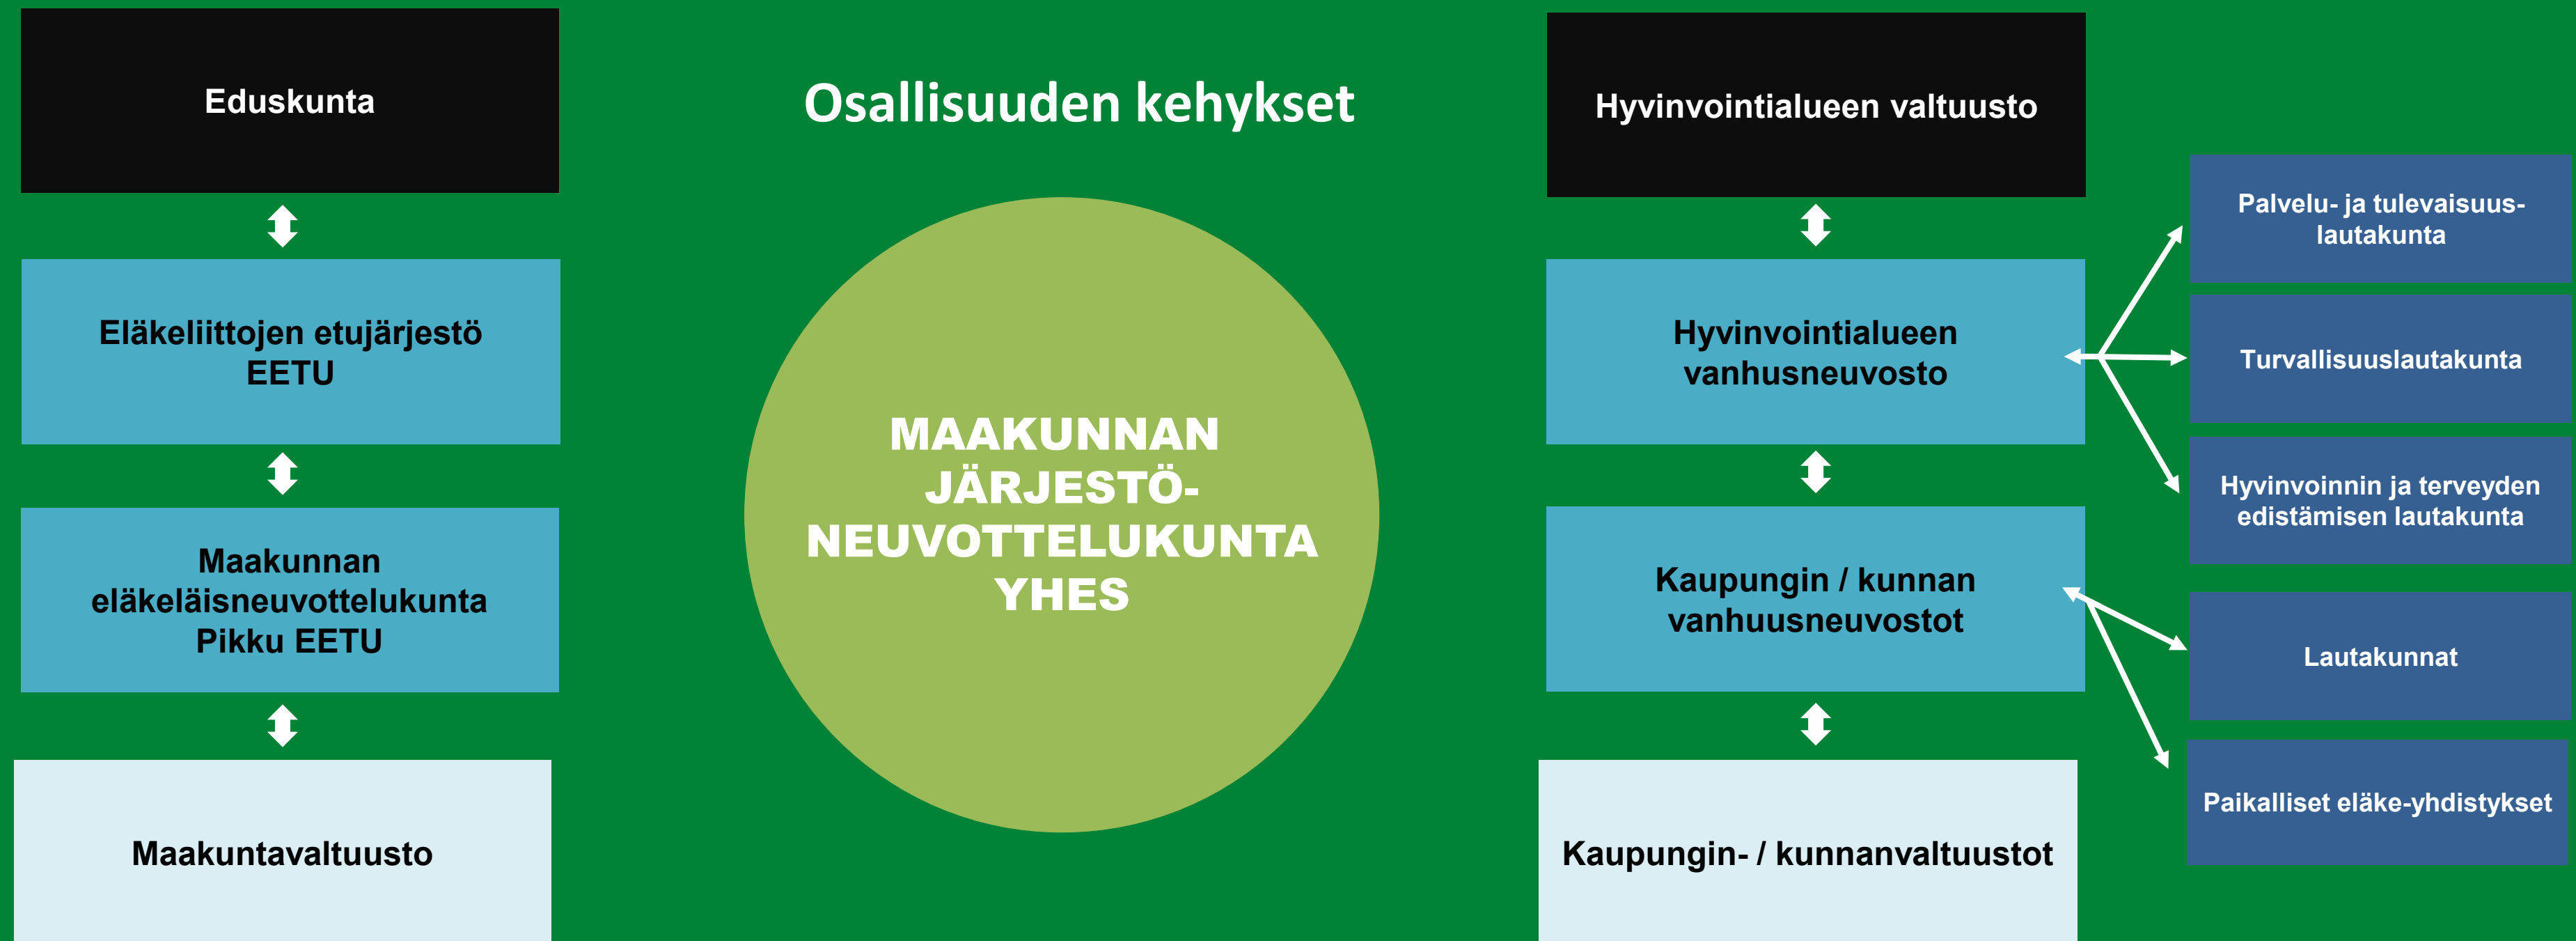 Eduskunta
Eläkeliittojen etujärjestö
EETU
Maakunnan
eläkeläisneuvottelukunta
Pikku EETU
Maakuntavaltuusto
Osallisuuden kehykset
MAAKUNNAN
JÄRJESTÖ-
NEUVOTTELUKUNTA
YHES
Hyvinvointialueen valtuusto
Hyvinvointialueen
vanhusneuvosto
Kaupungin / kunnan
vanhuusneuvostot
Kaupungin- / kunnanvaltuustot
Palvelu- ja tulevaisuus-
lautakunta
Turvallisuuslautakunta
Hyvinvoinnin ja terveyden
edistämisen lautakunta
Lautakunnat
Paikalliset eläke-yhdistykset